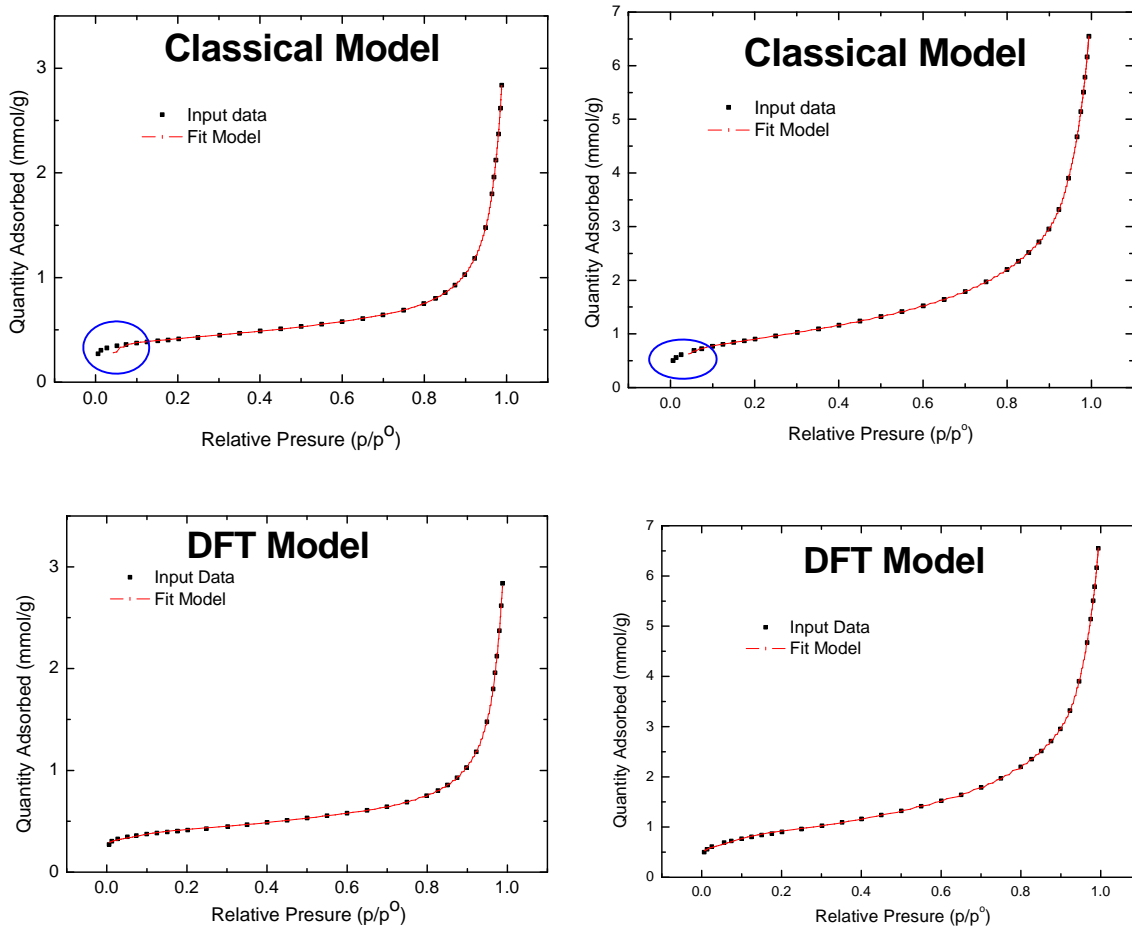 Classical Model
Input data
Fit Model
3
2
1
0
0.0 0.2 0.4 0.6 0.8 1.0
Quantity Adsorbed (mmol/g)
Relative Presure (p/pº)
Classical Model
Input data
Fit Model
7
6
5
4
3
2
1
0
0.0 0.2 0.4 0.6 0.8 1.0
Quantity Adsorbed (mmol/g)
Relative Presure (p/pº)
DFT Model
Input Data
Fit Model
3
2
1
0
0.0 0.2 0.4 0.6 0.8 1.0
Quantity Adsorbed (mmol/g)
Relative Presure (p/pº)
DFT Model
Input Data
Fit Model
7
6
5
4
3
2
1
0
0.0 0.2 0.4 0.6 0.8 1.0
Quantity Adsorbed (mmol/g)
Relative Presure (p/pº)